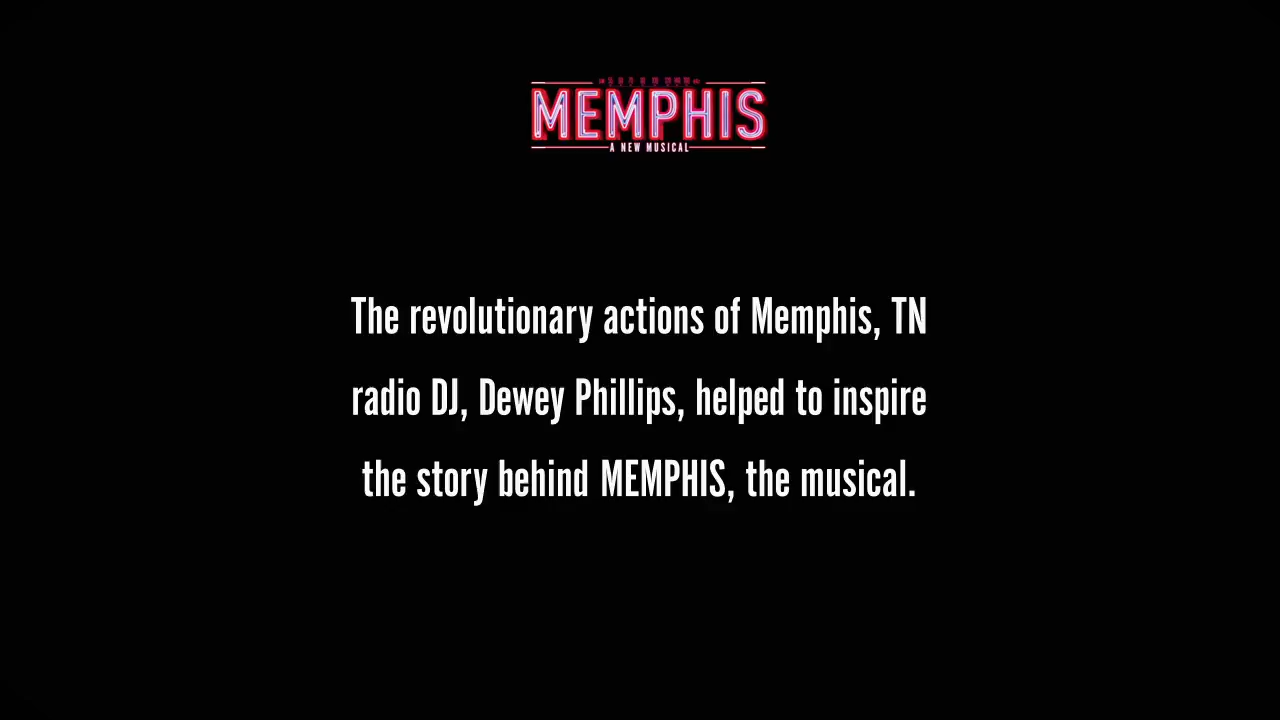 MEMPHIS
A NEW MUSICAL
The revolutionary actions of Memphis, TN
radio DJ, Dewey Phillips, helped to inspire
the story behind MEMPHIS, the musical.